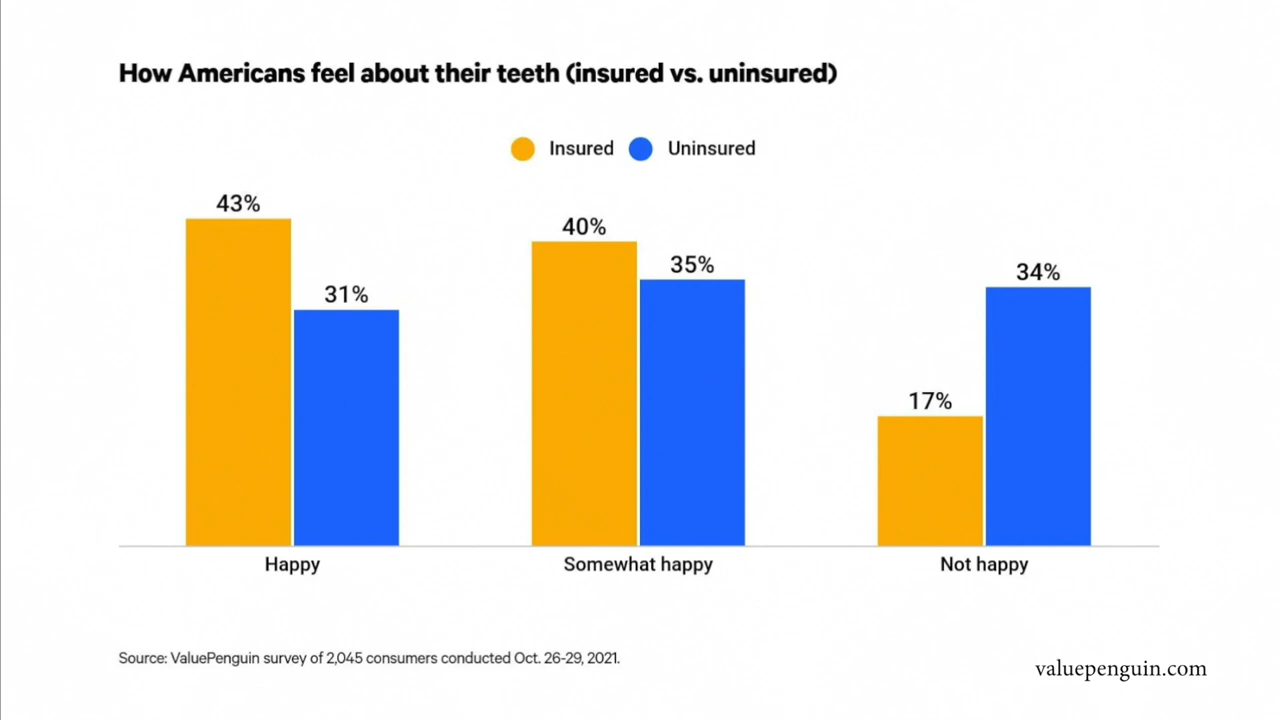 How Americans feel about their teeth (insured vs. uninsured)
Insured Uninsured
43% 31% 40% 35% 17% 34%
Happy Somewhat happy Not happy
Source: ValuePenguin survey of 2,045 consumers conducted Oct. 26-29, 2021.
valuepenguin.com